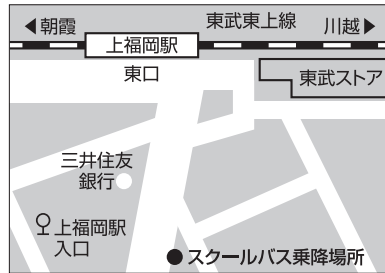 ◀朝霞
東武東上線
川越▶
上福岡駅
東口
東武ストア
三井住友
銀行
上福岡駅
入口
●スクールバス乗降場所